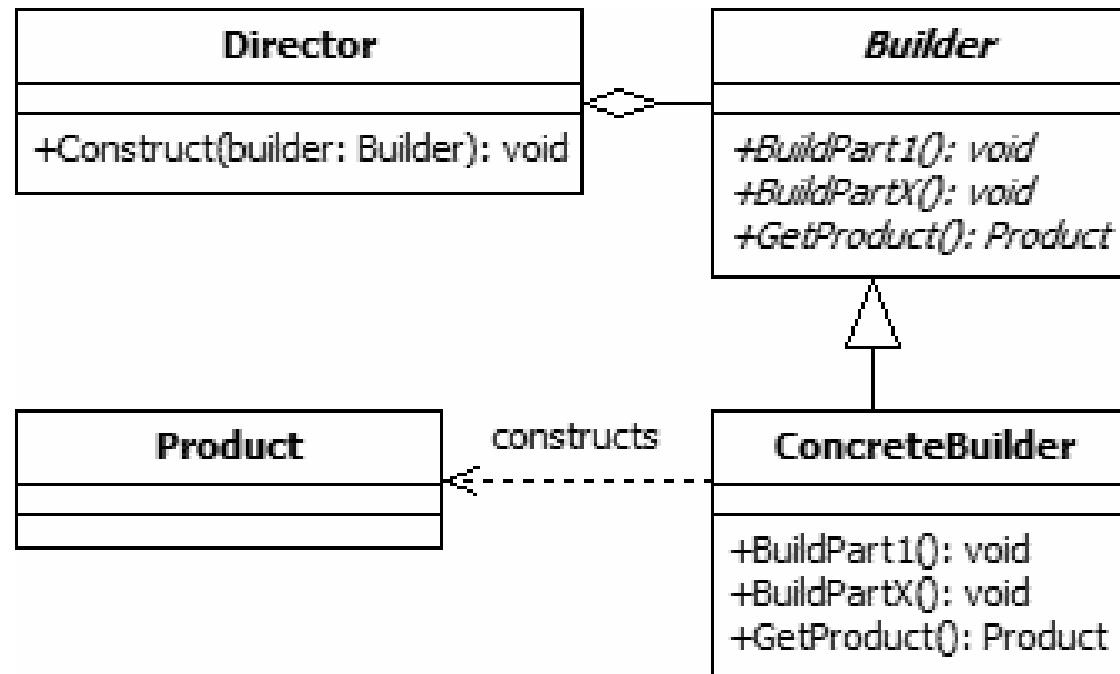 Director
+Construct(builder: Builder): void
Builder
+BuildPart1(): void
+BuildPartX(): void
+GetProduct(): Product
Product
constructs
ConcreteBuilder
+BuildPart1(): void
+BuildPartX(): void
+GetProduct(): Product